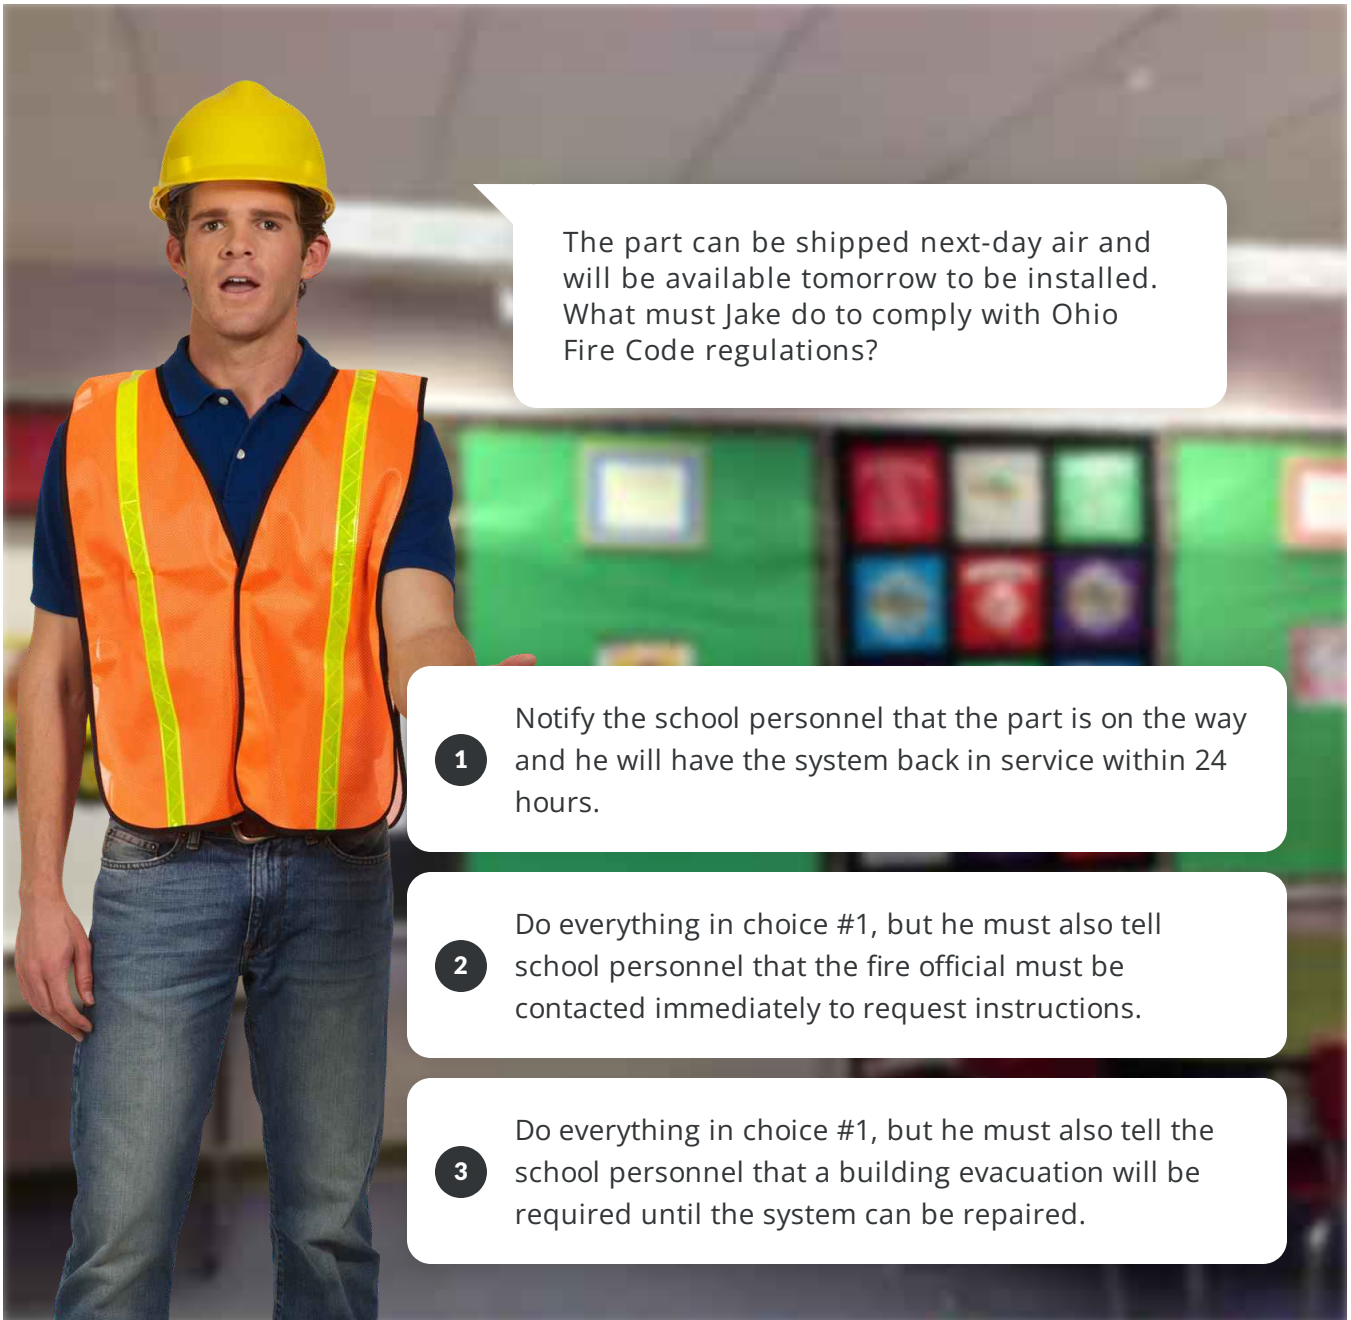 The part can be shipped next-day air and
will be available tomorrow to be installed.
What must Jake do to comply with Ohio
Fire Code regulations?
1
Notify the school personnel that the part is on the way
and he will have the system back in service within 24
hours.
2
Do everything in choice #1, but he must also tell
school personnel that the fire official must be
contacted immediately to request instructions.
3
Do everything in choice #1, but he must also tell the
school personnel that a building evacuation will be
required until the system can be repaired.